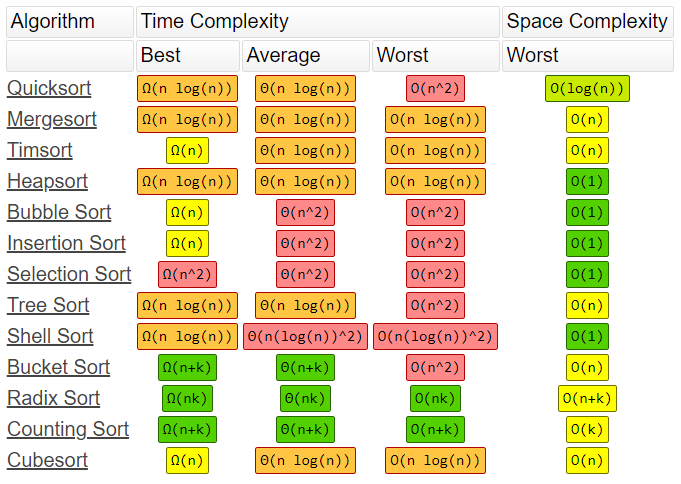 Algorithm Time Complexity Space Complexity
Best Average Worst Worst
Quicksort Ω(n log(n)) Θ(n log(n)) O(n^2) O(log(n))
Mergesort Ω(n log(n)) Θ(n log(n)) O(n log(n)) O(n)
Timsort Ω(n) Θ(n log(n)) O(n log(n)) O(n)
Heapsort Ω(n log(n)) Θ(n log(n)) O(n log(n)) O(1)
Bubble Sort Ω(n) Θ(n^2) O(n^2) O(1)
Insertion Sort Ω(n) Θ(n^2) O(n^2) O(1)
Selection Sort Ω(n^2) Θ(n^2) O(n^2) O(1)
Tree Sort Ω(n log(n)) Θ(n log(n)) O(n^2) O(n)
Shell Sort Ω(n log(n)) Θ(n(log(n))^2) O(n(log(n))^2) O(1)
Bucket Sort Ω(n+k) Θ(n+k) O(n^2) O(n)
Radix Sort Ω(nk) Θ(nk) O(nk) O(n+k)
Counting Sort Ω(n+k) Θ(n+k) O(n+k) O(k)
Cubesort Ω(n) Θ(n log(n)) O(n log(n)) O(n)